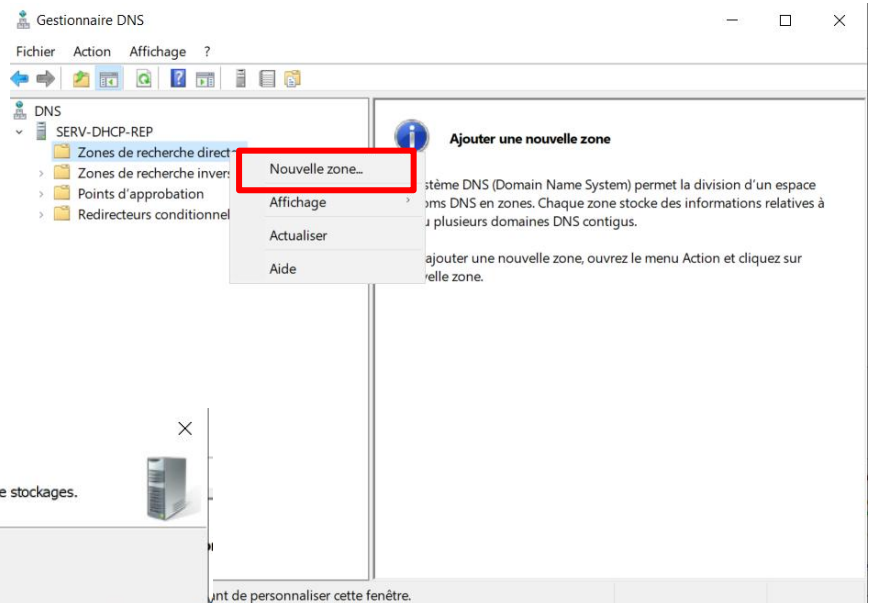 Gestionnaire DNS
Fichier Action Affichage ?
DNS
SERV-DHCP-REP
Zones de recherche direct
Zones de recherche invers
Points d'approbation
Redirecteurs conditionnel
Nouvelle zone...
Affichage
Actualiser
Aide
Ajouter une nouvelle zone
stème DNS (Domain Name System) permet la division d'un espace
oms DNS en zones. Chaque zone stocke des informations relatives à
u plusieurs domaines DNS contigus.
ajouter une nouvelle zone, ouvrez le menu Action et cliquez sur
velle zone.
e stockages.
nt de personnaliser cette fenêtre.